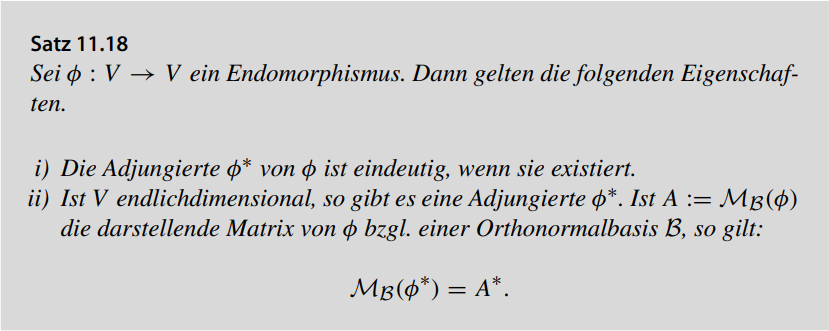 Satz 11.18
Sei ϕ : V → V ein Endomorphismus. Dann gelten die folgenden Eigenschaf-
ten.
i) Die Adjungierte ϕ* von ϕ ist eindeutig, wenn sie existiert.
ii) Ist V endlichdimensional, so gibt es eine Adjungierte ϕ*. Ist A := ℳ_ℬ(ϕ)
die darstellende Matrix von ϕ bzgl. einer Orthonormalbasis ℬ, so gilt:
ℳ_ℬ(ϕ*) = A*.